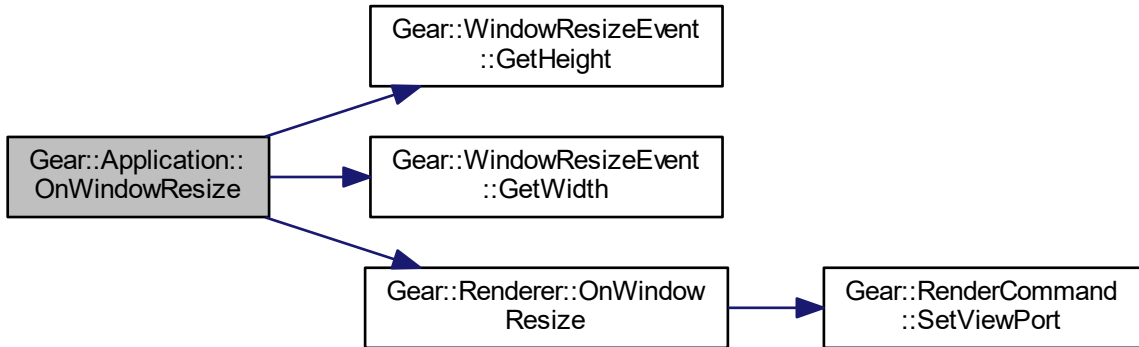 Gear::WindowResizeEvent
::GetHeight
Gear::Application::
OnWindowResize
Gear::WindowResizeEvent
::GetWidth
Gear::Renderer::OnWindow
Resize
Gear::RenderCommand
::SetViewPort